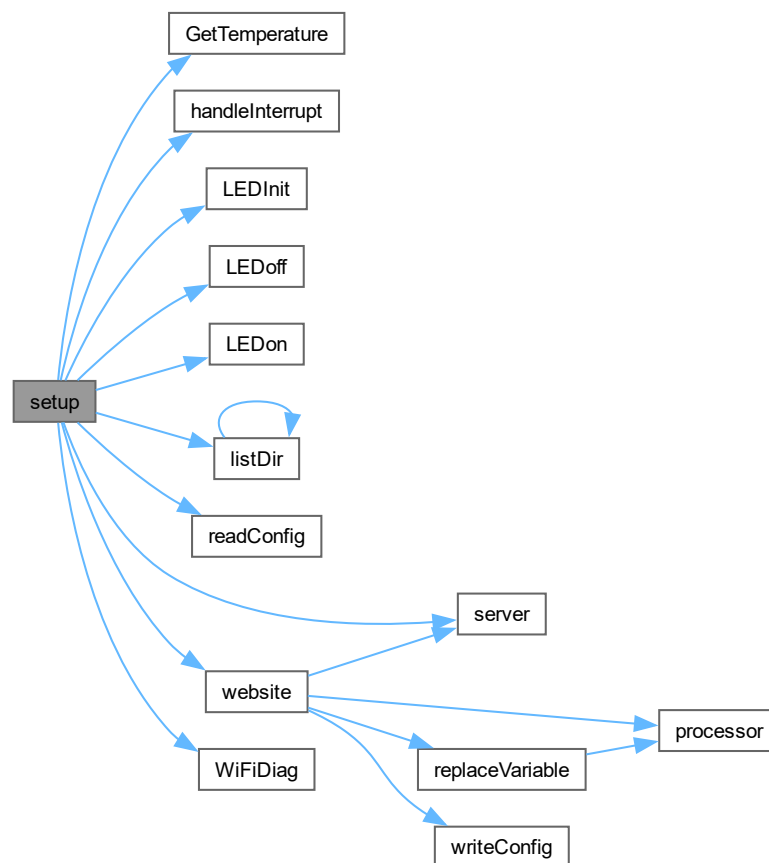 GetTemperature
handleInterrupt
LEDInit
LEDoff
LEDon
setup
listDir
readConfig
server
website
processor
WiFiDiag
replaceVariable
writeConfig